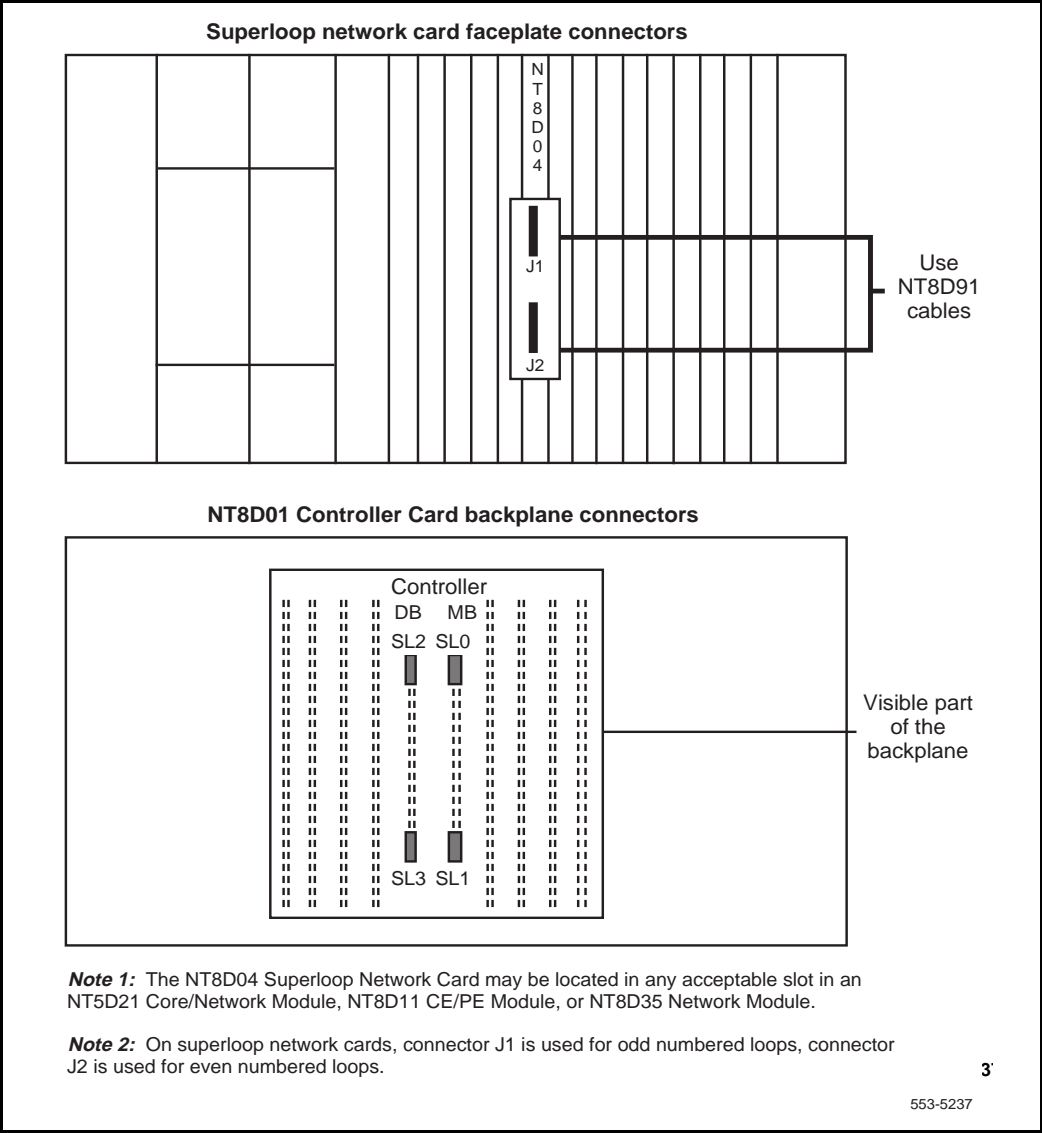 Superloop network card faceplate connectors
N
T
8
D
0
4
J1
J2
Use
NT8D91
cables
NT8D01 Controller Card backplane connectors
Controller
DB MB
SL2 SL0
SL3 SL1
Visible part
of the
backplane
Note 1: The NT8D04 Superloop Network Card may be located in any acceptable slot in an
NT5D21 Core/Network Module, NT8D11 CE/PE Module, or NT8D35 Network Module.
Note 2: On superloop network cards, connector J1 is used for odd numbered loops, connector
J2 is used for even numbered loops.
553-5237